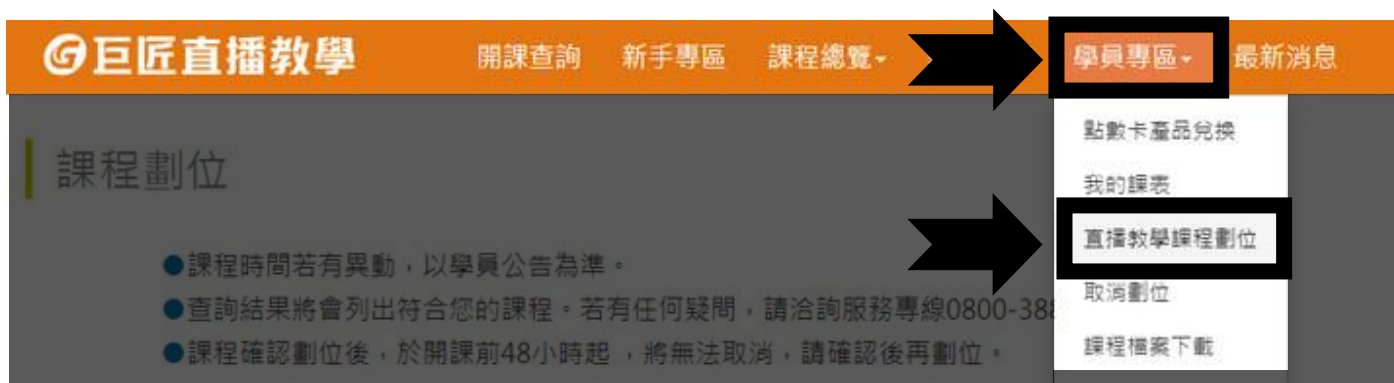 巨匠直播教學 開課查詢 新手專區 課程總覽 學員專區 最新消息
點數卡產品兌換
課程劃位
我的課表
直播教學課程劃位
●課程時間若有異動，以學員公告為準。
取消劃位
●查詢結果將會列出符合您的課程。若有任何疑問，請洽詢服務專線0800-38
●課程確認劃位後，於開課前48小時起，將無法取消，請確認後再劃位。
課程檔案下載